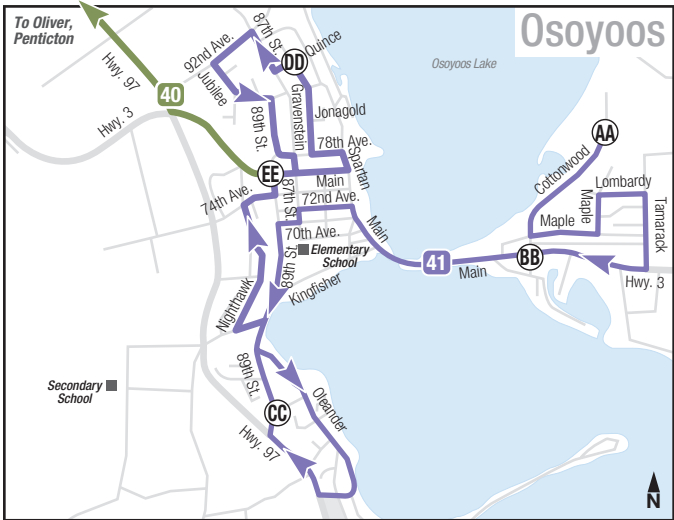 To Oliver,
Penticton
Osoyoos
87th St.
92nd Ave.
Quince
DD
Osoyoos Lake
Hwy. 97
Jubilee
40
Gravenstein
Jonagold
Hwy. 3
89th St.
78th Ave.
AA
Spartan
Cottonwood
EE
Main
Lombardy
74th Ave.
87th St.
72nd Ave.
Maple
Maple
Tamarack
Main
70th Ave.
Elementary
School
89th St.
41
Main
BB
Hwy. 3
Kingfisher
Nighthawk
89th St.
Secondary
School
Oleander
CC
Hwy. 97
N